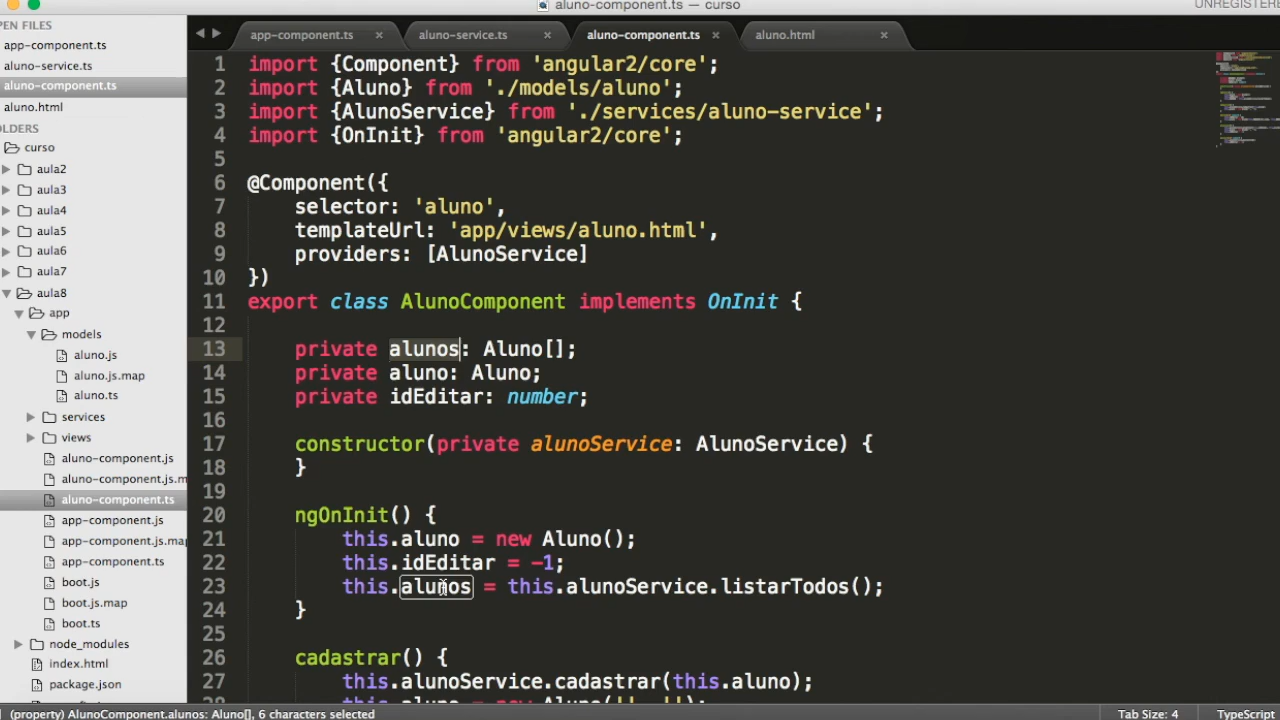 aluno-component.ts — curso
UNREGISTERE
PEN FILES
app-component.ts
aluno-service.ts
aluno-component.ts
aluno.html
OLDERS
curso
aula2
aula3
aula4
aula5
aula6
aula7
aula8
app
models
aluno.js
aluno.js.map
aluno.ts
services
views
aluno-component.js
aluno-component.js.m
aluno-component.ts
app-component.js
app-component.js.map
app-component.ts
boot.js
boot.js.map
boot.ts
node_modules
index.html
package.json
app-component.ts × aluno-service.ts × aluno-component.ts × aluno.html ×
1 import {Component} from 'angular2/core';
2 import {Aluno} from './models/aluno';
3 import {AlunoService} from './services/aluno-service';
4 import {OnInit} from 'angular2/core';
5
6 @Component({
7 selector: 'aluno',
8 templateUrl: 'app/views/aluno.html',
9 providers: [AlunoService]
10 })
11 export class AlunoComponent implements OnInit {
12
13 private alunos: Aluno[];
14 private aluno: Aluno;
15 private idEditar: number;
16
17 constructor(private alunoService: AlunoService) {
18 }
19
20 ngOnInit() {
21 this.aluno = new Aluno();
22 this.idEditar = -1;
23 this.alunos = this.alunoService.listarTodos();
24 }
25
26 cadastrar() {
27 this.alunoService.cadastrar(this.aluno);
(property) AlunoComponent.alunos: Aluno[], 6 characters selected
Tab Size: 4
TypeScript